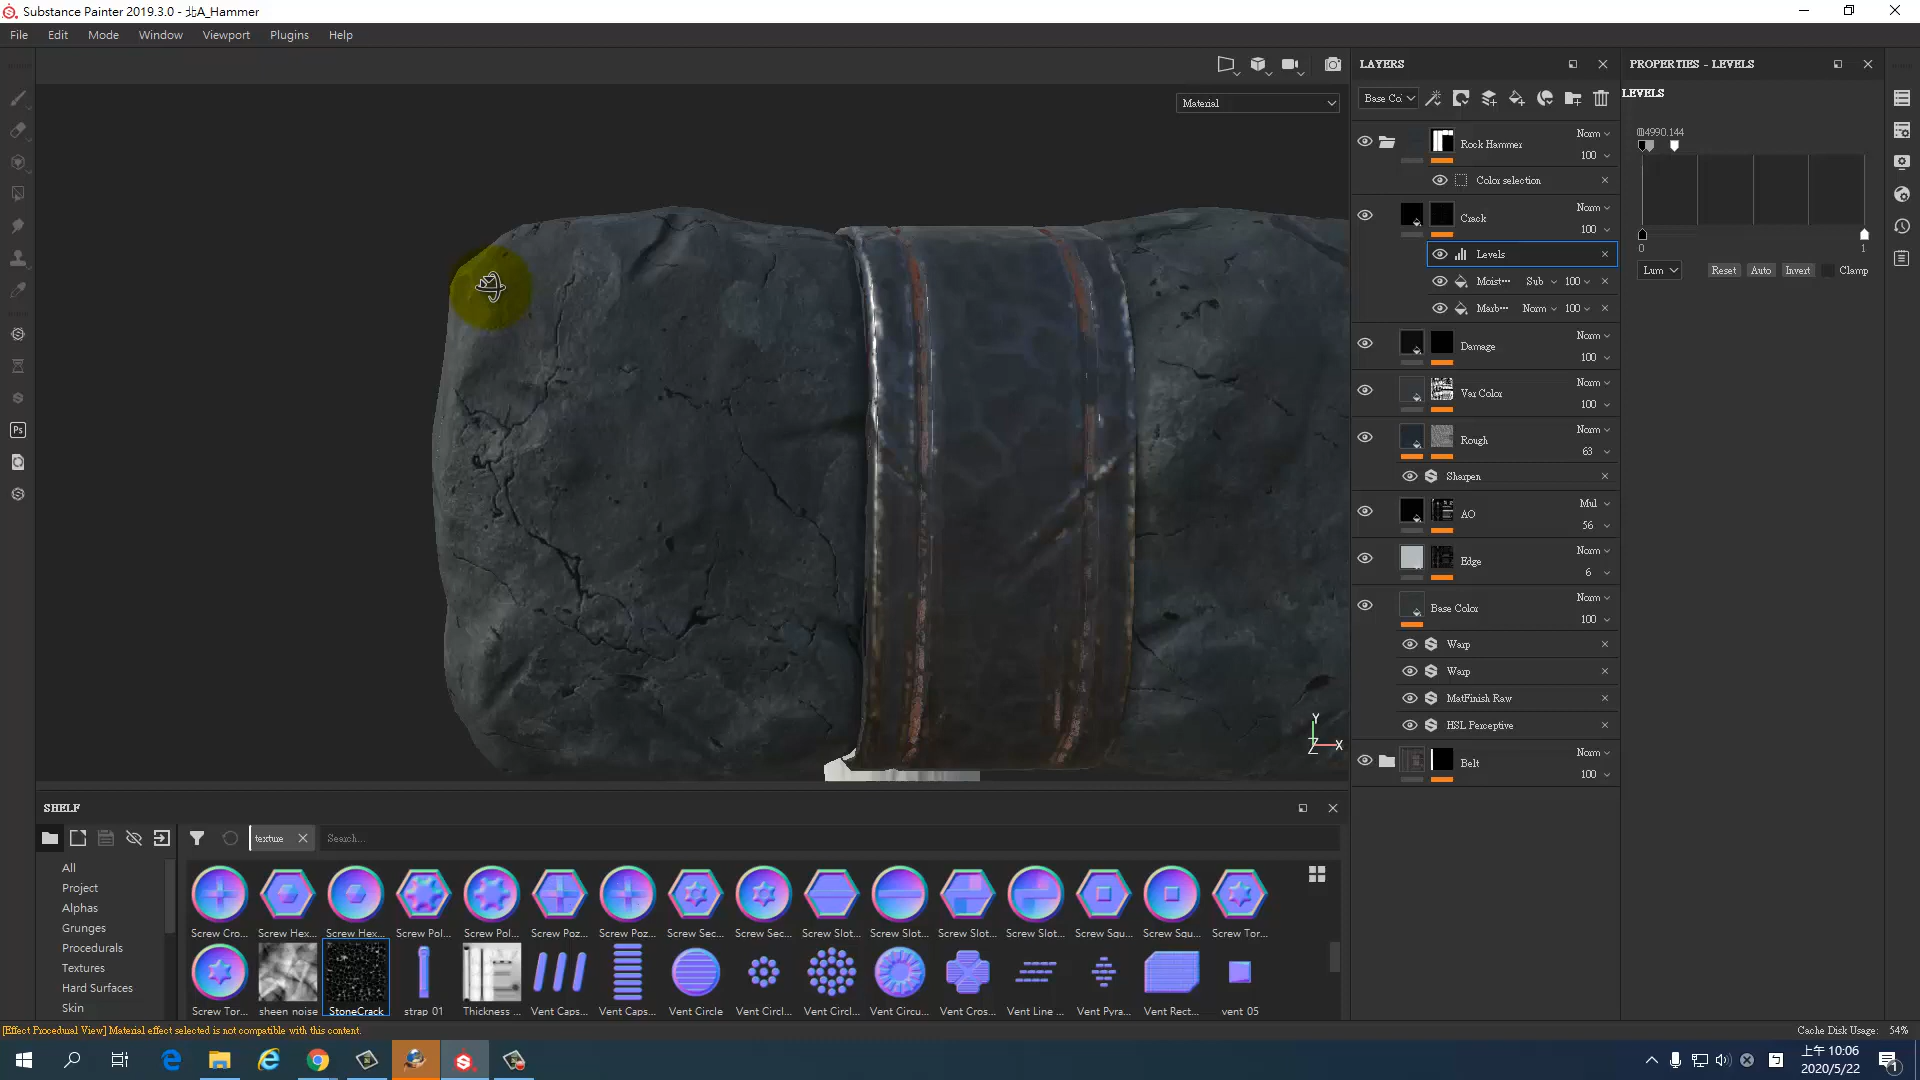 Substance Painter 2019.3.0 - 北A_Hammer
File Edit Mode Window Viewport Plugins Help
Material
LAYERS
Base Co
Rock Hammer Norm 100
Color selection
Crack Norm 100
Levels
Moist··· Sub 100
Marb··· Norm 100
Damage Norm 100
Var Color Norm 100
Rough Norm 63
Sharpen
AO Mul 56
Edge Norm 6
Base Color Norm 100
Warp
Warp
MatFinish Raw
HSL Perceptive
Belt Norm 100
PROPERTIES - LEVELS
LEVELS
0 1
Lum Reset Auto Invert Clamp
Y
Z X
Ps
SHELF
texture Search...
All
Project
Alphas
Grunges
Procedurals
Textures
Hard Surfaces
Skin
Screw Cro... Screw Hex... Screw Hex... Screw Pol... Screw Pol... Screw Poz... Screw Poz... Screw Sec... Screw Sec... Screw Slot... Screw Slot... Screw Slot... Screw Slot... Screw Squ... Screw Squ... Screw Tor...
Screw Tor... sheen noise StoneCrack strap 01 Thickness ... Vent Caps... Vent Caps... Vent Circle Vent Circl... Vent Circl... Vent Circu... Vent Cros... Vent Line ... Vent Pyra... Vent Rect... vent 05
[Effect Procedural View] Material effect selected is not compatible with this content.
Cache Disk Usage: 54%
上午 10:06
2020/5/22
1